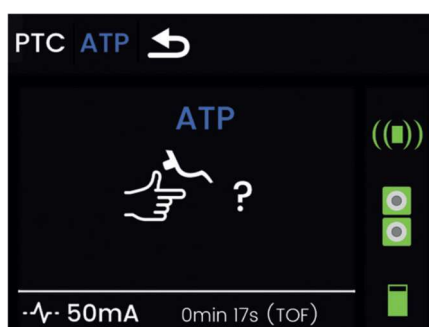 PTC ATP
ATP
?
50mA 0min 17s (TOF)